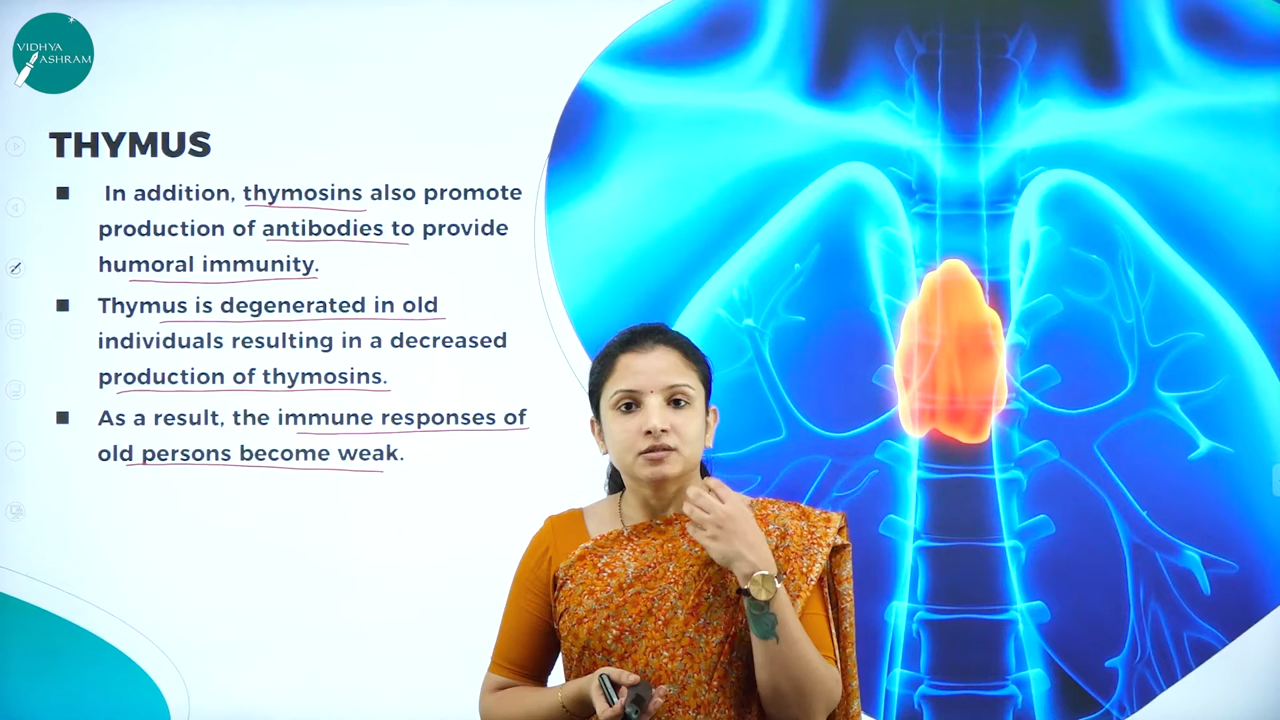 VIDHYA
ASHRAM
THYMUS
In addition, thymosins also promote
production of antibodies to provide
humoral immunity.
Thymus is degenerated in old
individuals resulting in a decreased
production of thymosins.
As a result, the immune responses of
old persons become weak.